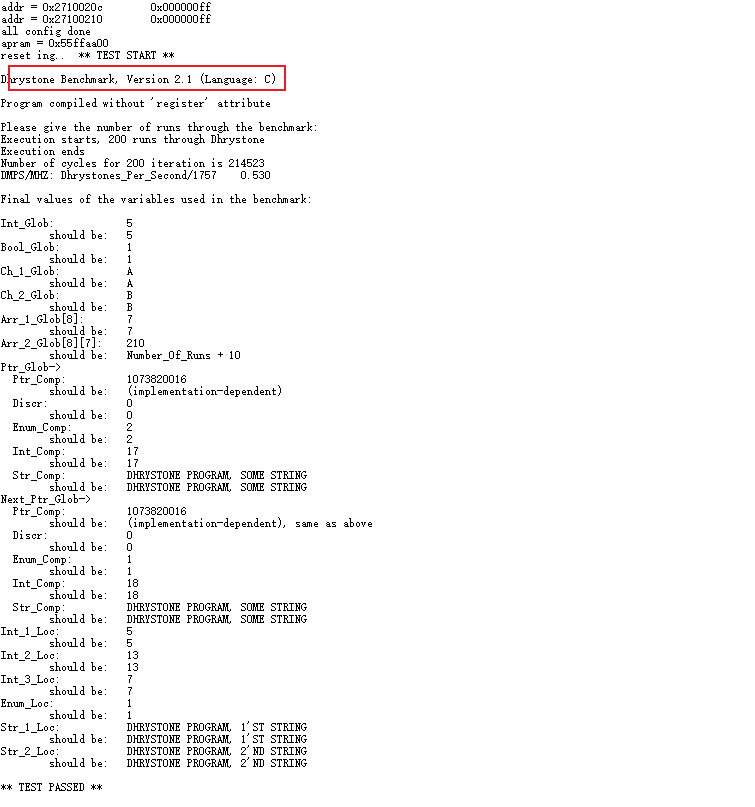 addr = 0x2710020c 0x000000ff
addr = 0x27100210 0x000000ff
all config done
apram = 0x55ffaa00
reset ing.. ** TEST START **
Dhrystone Benchmark, Version 2.1 (Language: C)
Program compiled without 'register' attribute
Please give the number of runs through the benchmark:
Execution starts, 200 runs through Dhrystone
Execution ends
Number of cycles for 200 iteration is 214523
DMPS/MHZ: Dhrystones_Per_Second/1757 0.530
Final values of the variables used in the benchmark:
Int_Glob: 5
should be: 5
Bool_Glob: 1
should be: 1
Ch_1_Glob: A
should be: A
Ch_2_Glob: B
should be: B
Arr_1_Glob[8]: 7
should be: 7
Arr_2_Glob[8][7]: 210
should be: Number_Of_Runs + 10
Ptr_Glob->
Ptr_Comp: 1073820016
should be: (implementation-dependent)
Discr: 0
should be: 0
Enum_Comp: 2
should be: 2
Int_Comp: 17
should be: 17
Str_Comp: DHRYSTONE PROGRAM, SOME STRING
should be: DHRYSTONE PROGRAM, SOME STRING
Next_Ptr_Glob->
Ptr_Comp: 1073820016
should be: (implementation-dependent), same as above
Discr: 0
should be: 0
Enum_Comp: 1
should be: 1
Int_Comp: 18
should be: 18
Str_Comp: DHRYSTONE PROGRAM, SOME STRING
should be: DHRYSTONE PROGRAM, SOME STRING
Int_1_Loc: 5
should be: 5
Int_2_Loc: 13
should be: 13
Int_3_Loc: 7
should be: 7
Enum_Loc: 1
should be: 1
Str_1_Loc: DHRYSTONE PROGRAM, 1'ST STRING
should be: DHRYSTONE PROGRAM, 1'ST STRING
Str_2_Loc: DHRYSTONE PROGRAM, 2'ND STRING
should be: DHRYSTONE PROGRAM, 2'ND STRING
** TEST PASSED **